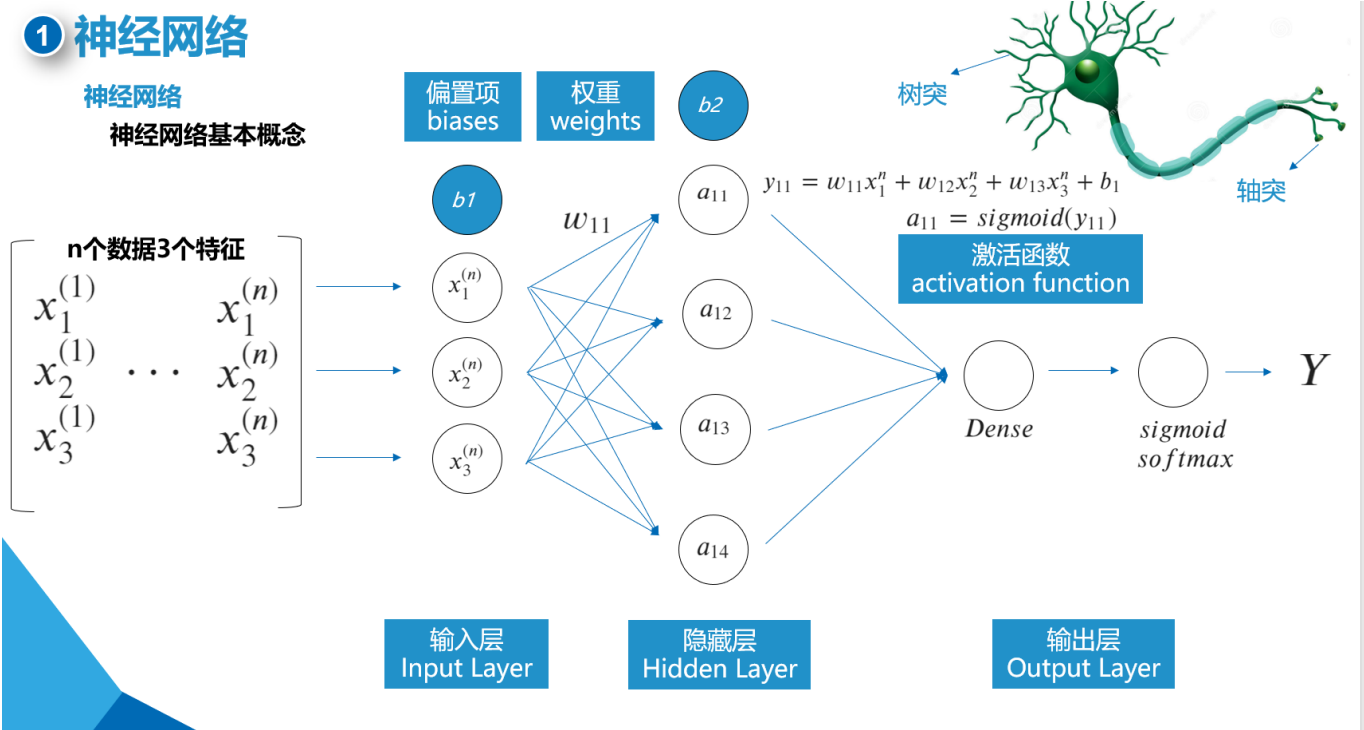 1 神经网络
神经网络
神经网络基本概念
偏置项
biases
权重
weights
b2
树突
轴突
b1
w₁₁
a₁₁
y₁₁ = w₁₁x₁ⁿ + w₁₂x₂ⁿ + w₁₃x₃ⁿ + b₁
a₁₁ = sigmoid(y₁₁)
激活函数
activation function
n个数据3个特征
x₁⁽¹⁾ x₁⁽ⁿ⁾
x₂⁽¹⁾ ··· x₂⁽ⁿ⁾
x₃⁽¹⁾ x₃⁽ⁿ⁾
x₁⁽ⁿ⁾
x₂⁽ⁿ⁾
x₃⁽ⁿ⁾
a₁₂
a₁₃
a₁₄
Dense
sigmoid
softmax
Y
输入层
Input Layer
隐藏层
Hidden Layer
输出层
Output Layer